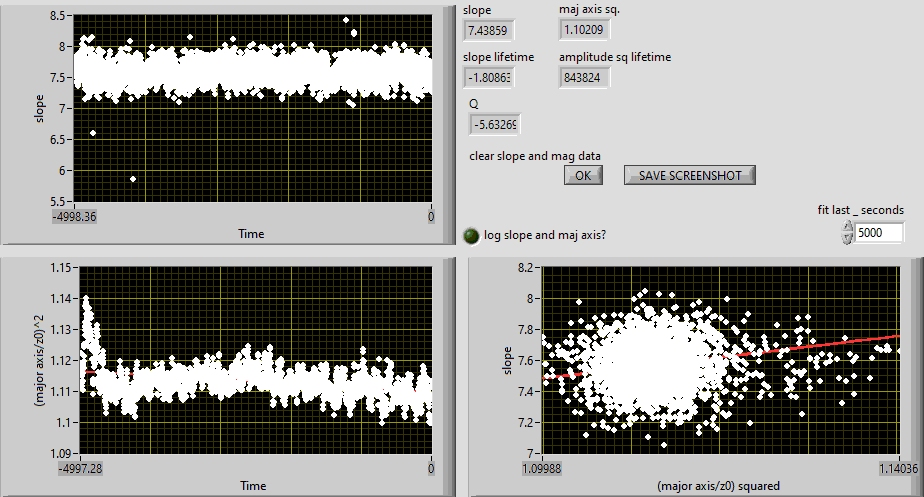 slope
7.43859
maj axis sq.
1.10209
slope lifetime
-1.80863
amplitude sq lifetime
843824
Q
-5.63269
clear slope and mag data
OK
SAVE SCREENSHOT
fit last _ seconds
5000
log slope and maj axis?
8.5
8
7.5
7
6.5
6
5.5
slope
-4998.36
0
Time
1.15
1.14
1.13
1.12
1.11
1.1
1.09
(major axis/z0)^2
-4997.28
0
Time
8.2
8
7.8
7.6
7.4
7.2
7
slope
1.09988
1.14036
(major axis/z0) squared